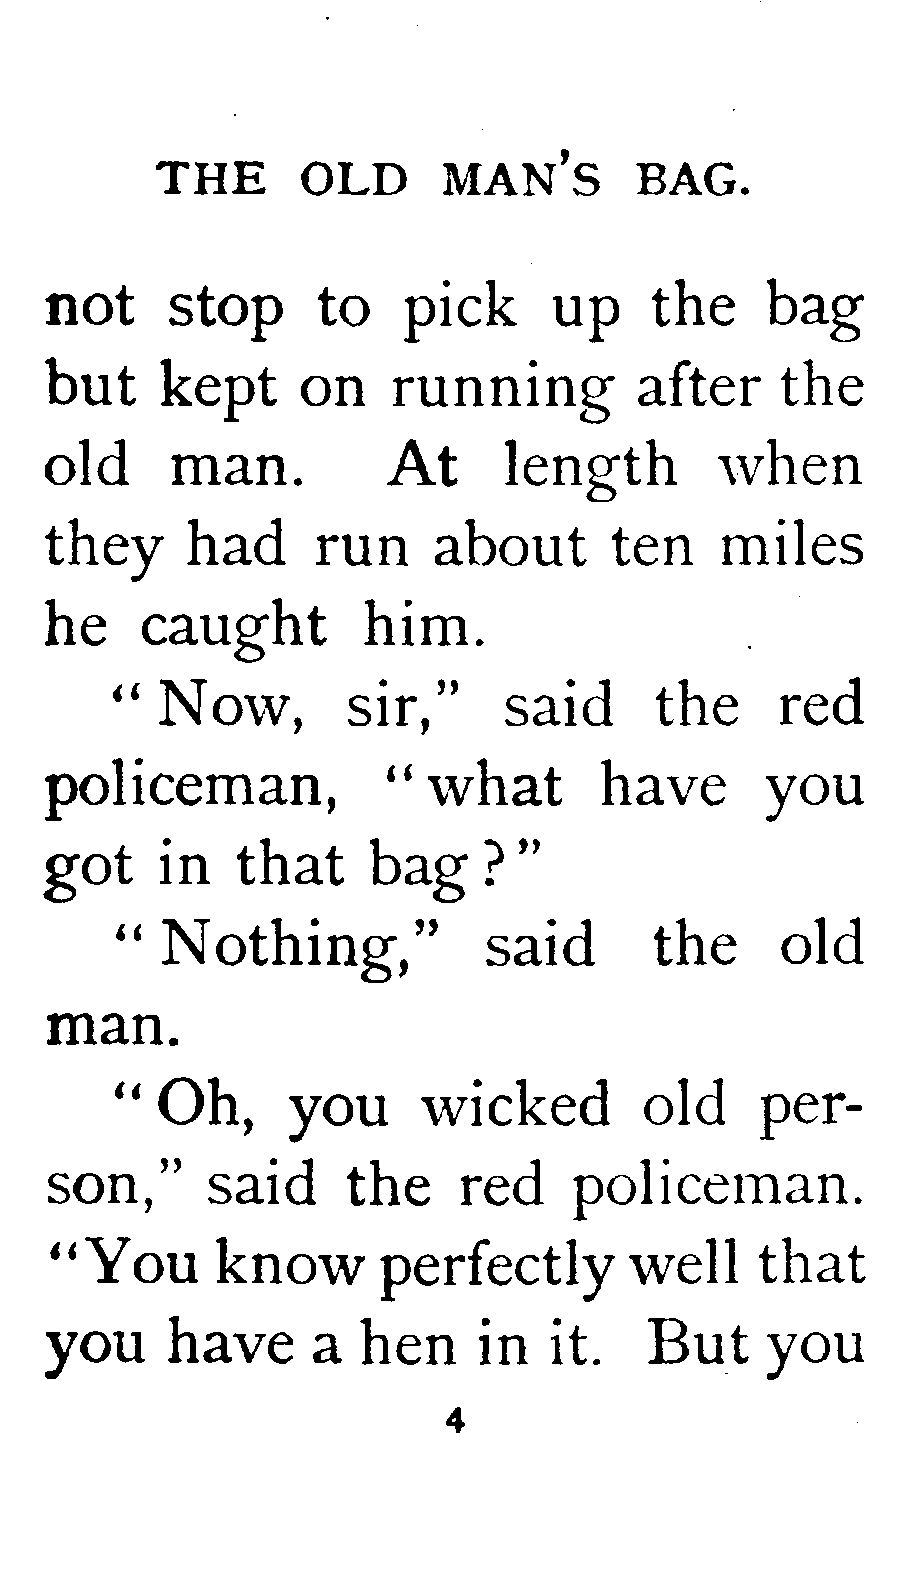 THE OLD MAN'S BAG.
not stop to pick up the bag
but kept on running after the
old man. At length when
they had run about ten miles
he caught him.
“Now, sir,” said the red
policeman, “what have you
got in that bag?”
“Nothing,” said the old
man.
“Oh, you wicked old per-
son,” said the red policeman.
“You know perfectly well that
you have a hen in it. But you
4